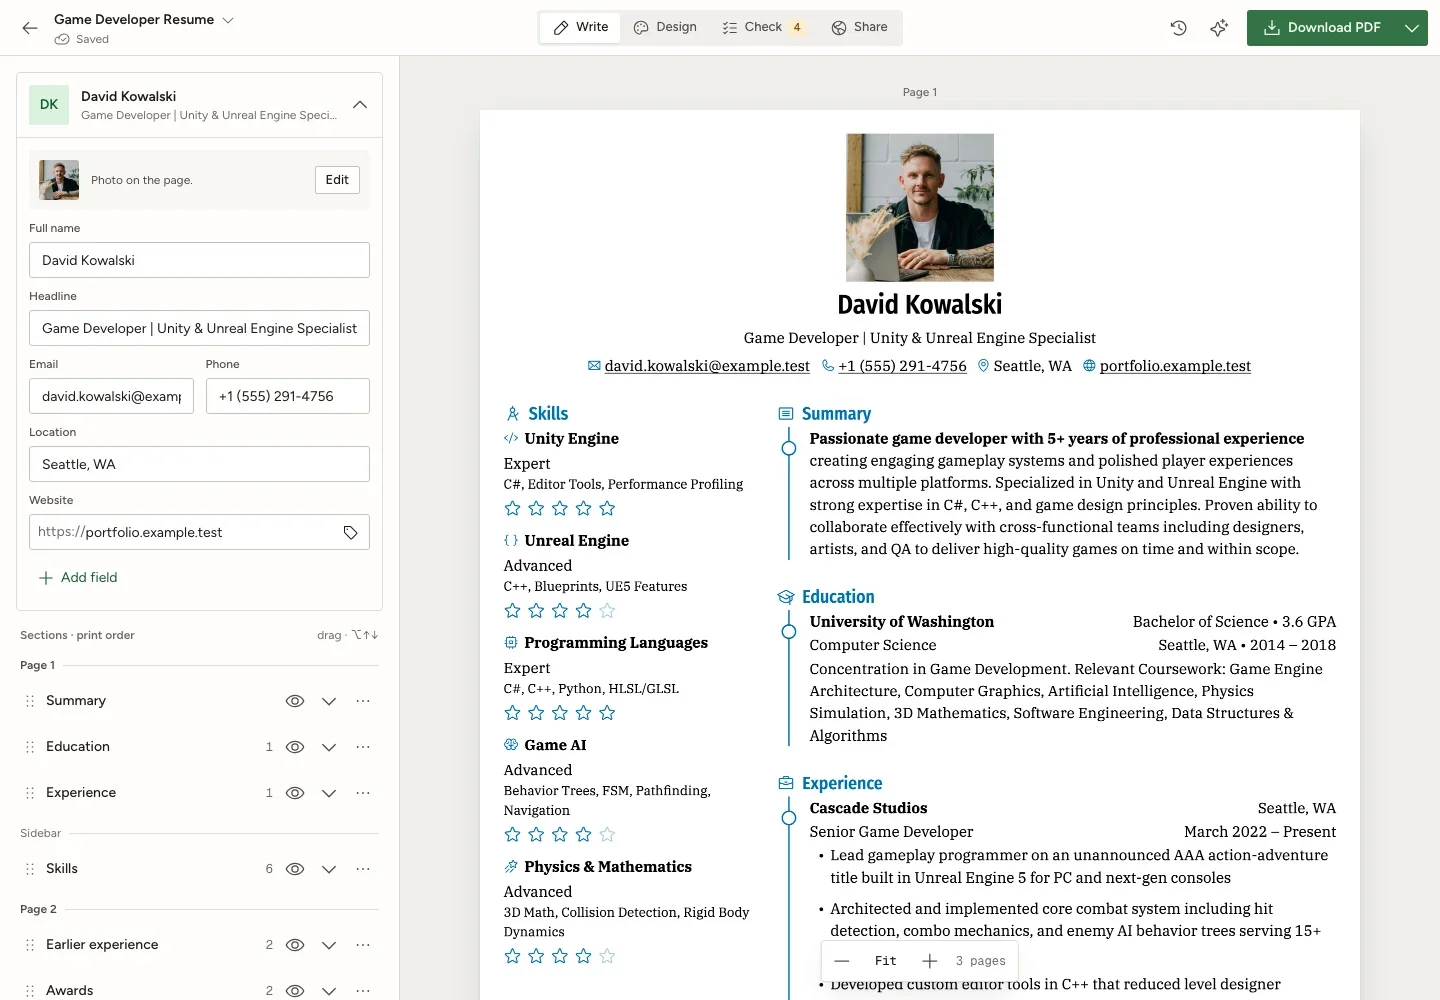 Game Developer Resume
Saved
Write
Design
Check 4
Share
Download PDF
DK
David Kowalski
Game Developer | Unity & Unreal Engine Speci...
Photo on the page.
Edit
Full name
David Kowalski
Headline
Game Developer | Unity & Unreal Engine Specialist
Email
Phone
david.kowalski@examp
+1 (555) 291-4756
Location
Seattle, WA
Website
https://portfolio.example.test
Add field
Sections · print order
drag · ⌥↑↓
Page 1
Summary
Education 1
Experience 1
Sidebar
Skills 6
Page 2
Earlier experience 2
Awards 2
Page 1
David Kowalski
Game Developer | Unity & Unreal Engine Specialist
david.kowalski@example.test +1 (555) 291-4756 Seattle, WA portfolio.example.test
Skills
Unity Engine
Expert
C#, Editor Tools, Performance Profiling
Unreal Engine
Advanced
C++, Blueprints, UE5 Features
Programming Languages
Expert
C#, C++, Python, HLSL/GLSL
Game AI
Advanced
Behavior Trees, FSM, Pathfinding,
Navigation
Physics & Mathematics
Advanced
3D Math, Collision Detection, Rigid Body
Dynamics
Summary
Passionate game developer with 5+ years of professional experience
creating engaging gameplay systems and polished player experiences
across multiple platforms. Specialized in Unity and Unreal Engine with
strong expertise in C#, C++, and game design principles. Proven ability to
collaborate effectively with cross-functional teams including designers,
artists, and QA to deliver high-quality games on time and within scope.
Education
University of Washington
Bachelor of Science • 3.6 GPA
Computer Science
Seattle, WA • 2014 – 2018
Concentration in Game Development. Relevant Coursework: Game Engine
Architecture, Computer Graphics, Artificial Intelligence, Physics
Simulation, 3D Mathematics, Software Engineering, Data Structures &
Algorithms
Experience
Cascade Studios
Seattle, WA
Senior Game Developer
March 2022 – Present
• Lead gameplay programmer on an unannounced AAA action-adventure
title built in Unreal Engine 5 for PC and next-gen consoles
• Architected and implemented core combat system including hit
detection, combo mechanics, and enemy AI behavior trees serving 15+
• Developed custom editor tools in C++ that reduced level designer
Fit
3 pages